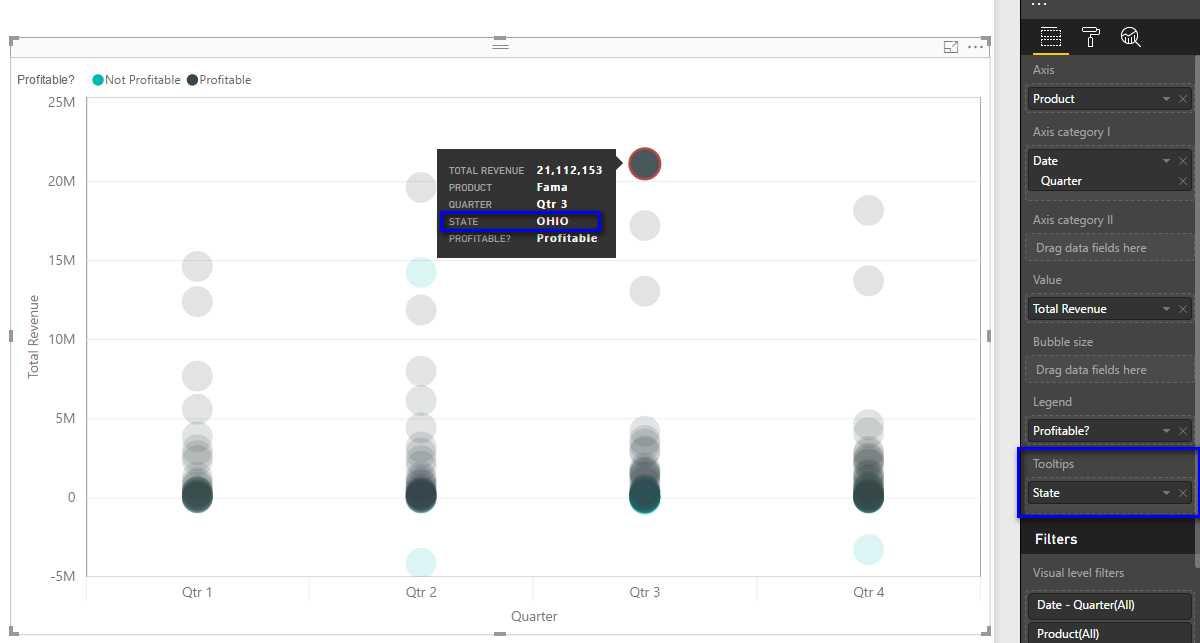 Profitable? Not Profitable Profitable
25M
20M
15M
10M
5M
0
-5M
Total Revenue
TOTAL REVENUE 21,112,153
PRODUCT Fama
QUARTER Qtr 3
STATE OHIO
PROFITABLE? Profitable
Qtr 1 Qtr 2 Qtr 3 Qtr 4
Quarter
Axis
Product
Axis category I
Date
Quarter
Axis category II
Drag data fields here
Value
Total Revenue
Bubble size
Drag data fields here
Legend
Profitable?
Tooltips
State
Filters
Visual level filters
Date - Quarter(All)
Product(All)